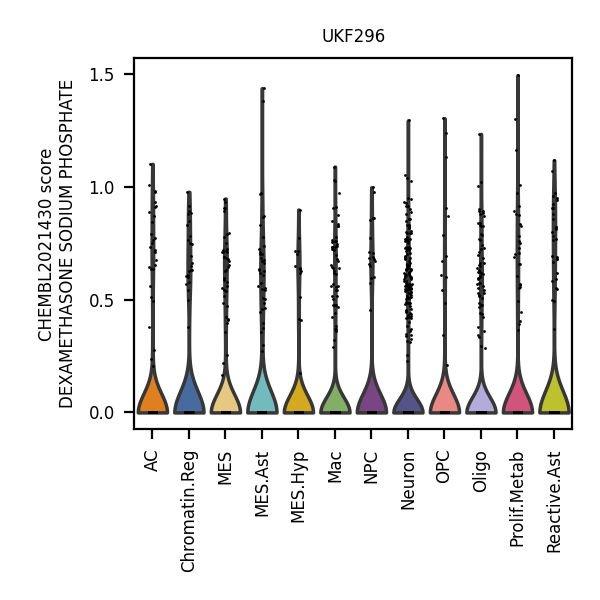 UKF296
CHEMBL2021430 score
DEXAMETHASONE SODIUM PHOSPHATE
1.5
1.0
0.5
0.0
AC
Chromatin.Reg
MES
MES.Ast
MES.Hyp
Mac
NPC
Neuron
OPC
Oligo
Prolif.Metab
Reactive.Ast